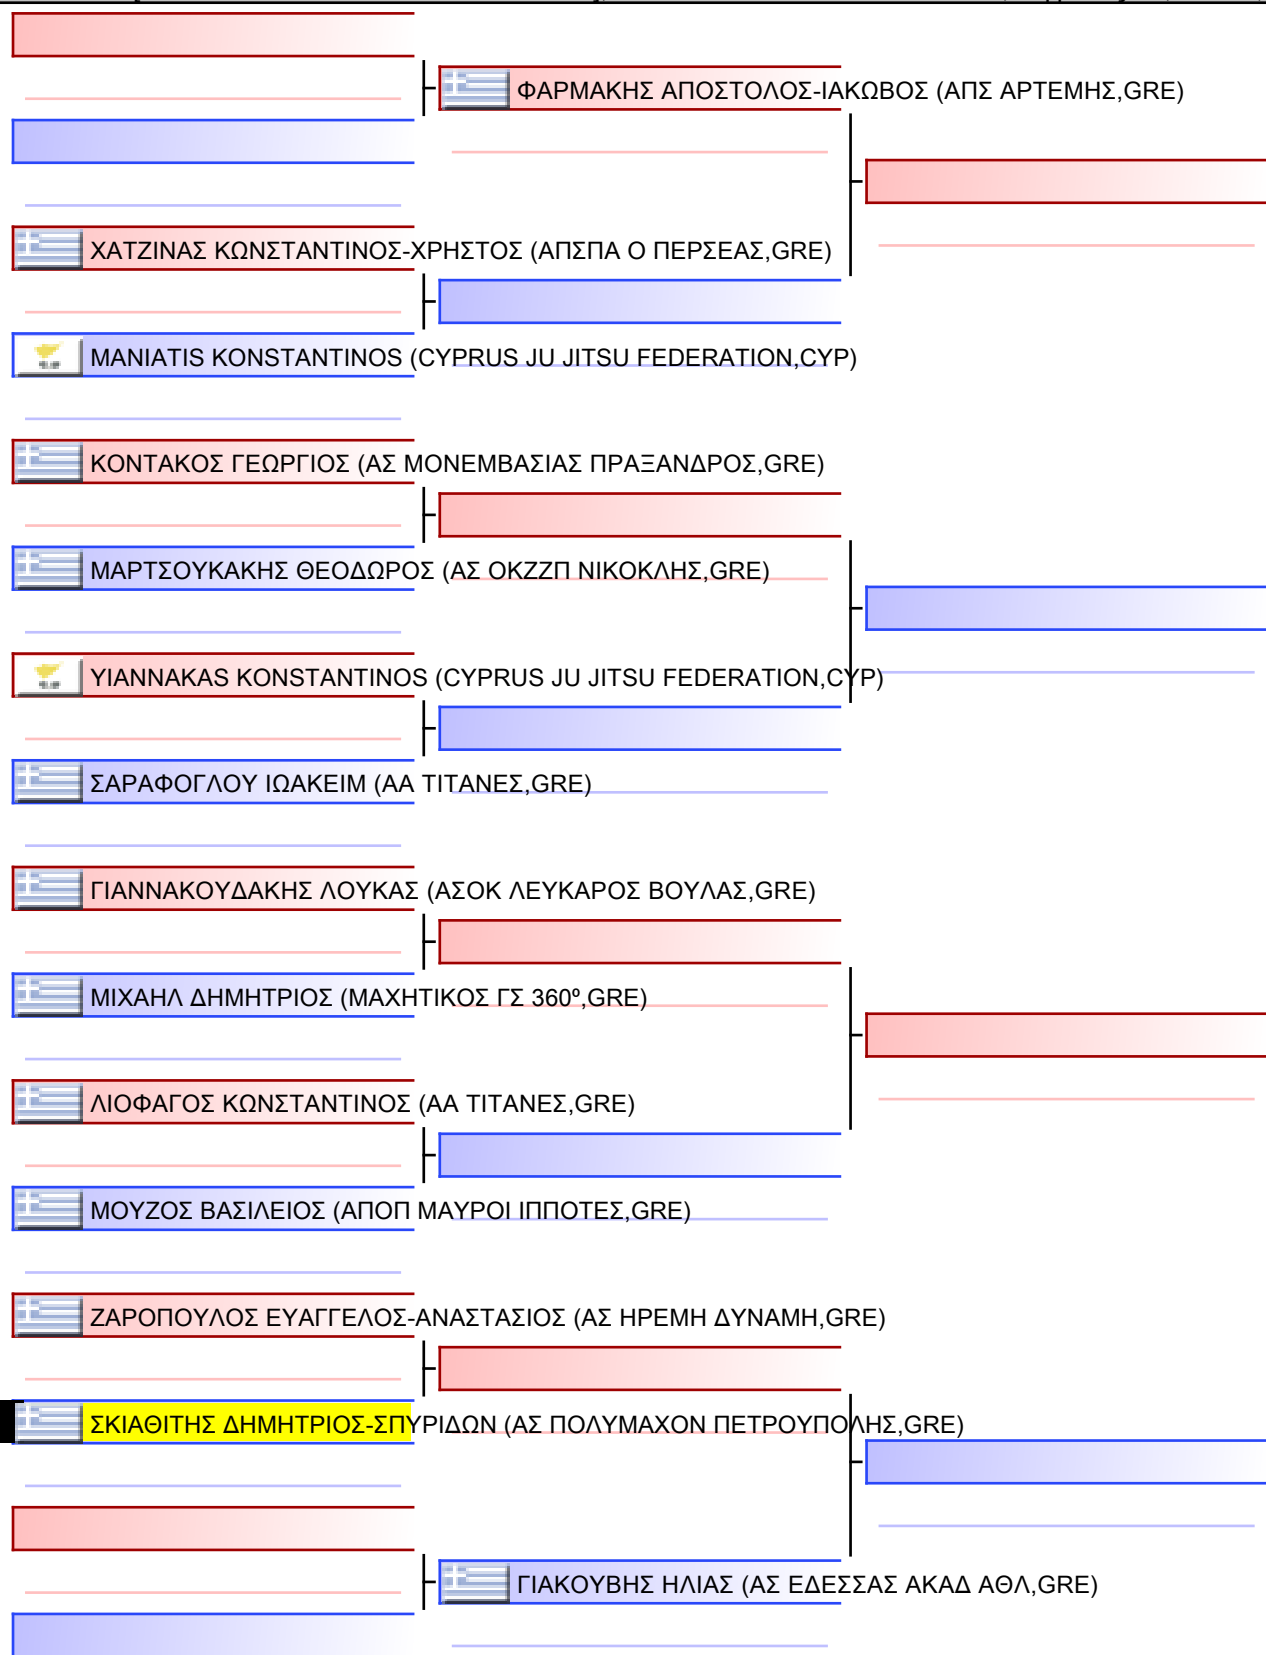 ΦΑΡΜΑΚΗΣ ΑΠΟΣΤΟΛΟΣ-ΙΑΚΩΒΟΣ (ΑΠΣ ΑΡΤΕΜΗΣ,GRE)
ΧΑΤΖΙΝΑΣ ΚΩΝΣΤΑΝΤΙΝΟΣ-ΧΡΗΣΤΟΣ (ΑΠΣΠΑ Ο ΠΕΡΣΕΑΣ,GRE)
MANIATIS KONSTANTINOS (CYPRUS JU JITSU FEDERATION,CYP)
ΚΟΝΤΑΚΟΣ ΓΕΩΡΓΙΟΣ (ΑΣ ΜΟΝΕΜΒΑΣΙΑΣ ΠΡΑΞΑΝΔΡΟΣ,GRE)
ΜΑΡΤΣΟΥΚΑΚΗΣ ΘΕΟΔΩΡΟΣ (ΑΣ ΟΚΖΖΠ ΝΙΚΟΚΛΗΣ,GRE)
YIANNAKAS KONSTANTINOS (CYPRUS JU JITSU FEDERATION,CYP)
ΣΑΡΑΦΟΓΛΟΥ ΙΩΑΚΕΙΜ (ΑΑ ΤΙΤΑΝΕΣ,GRE)
ΓΙΑΝΝΑΚΟΥΔΑΚΗΣ ΛΟΥΚΑΣ (ΑΣΟΚ ΛΕΥΚΑΡΟΣ ΒΟΥΛΑΣ,GRE)
ΜΙΧΑΗΛ ΔΗΜΗΤΡΙΟΣ (ΜΑΧΗΤΙΚΟΣ ΓΣ 360º,GRE)
ΛΙΟΦΑΓΟΣ ΚΩΝΣΤΑΝΤΙΝΟΣ (ΑΑ ΤΙΤΑΝΕΣ,GRE)
ΜΟΥΖΟΣ ΒΑΣΙΛΕΙΟΣ (ΑΠΟΠ ΜΑΥΡΟΙ ΙΠΠΟΤΕΣ,GRE)
ΖΑΡΟΠΟΥΛΟΣ ΕΥΑΓΓΕΛΟΣ-ΑΝΑΣΤΑΣΙΟΣ (ΑΣ ΗΡΕΜΗ ΔΥΝΑΜΗ,GRE)
ΣΚΙΑΘΙΤΗΣ ΔΗΜΗΤΡΙΟΣ-ΣΠΥΡΙΔΩΝ (ΑΣ ΠΟΛΥΜΑΧΟΝ ΠΕΤΡΟΥΠΟΛΗΣ,GRE)
ΓΙΑΚΟΥΒΗΣ ΗΛΙΑΣ (ΑΣ ΕΔΕΣΣΑΣ ΑΚΑΔ ΑΘΛ,GRE)